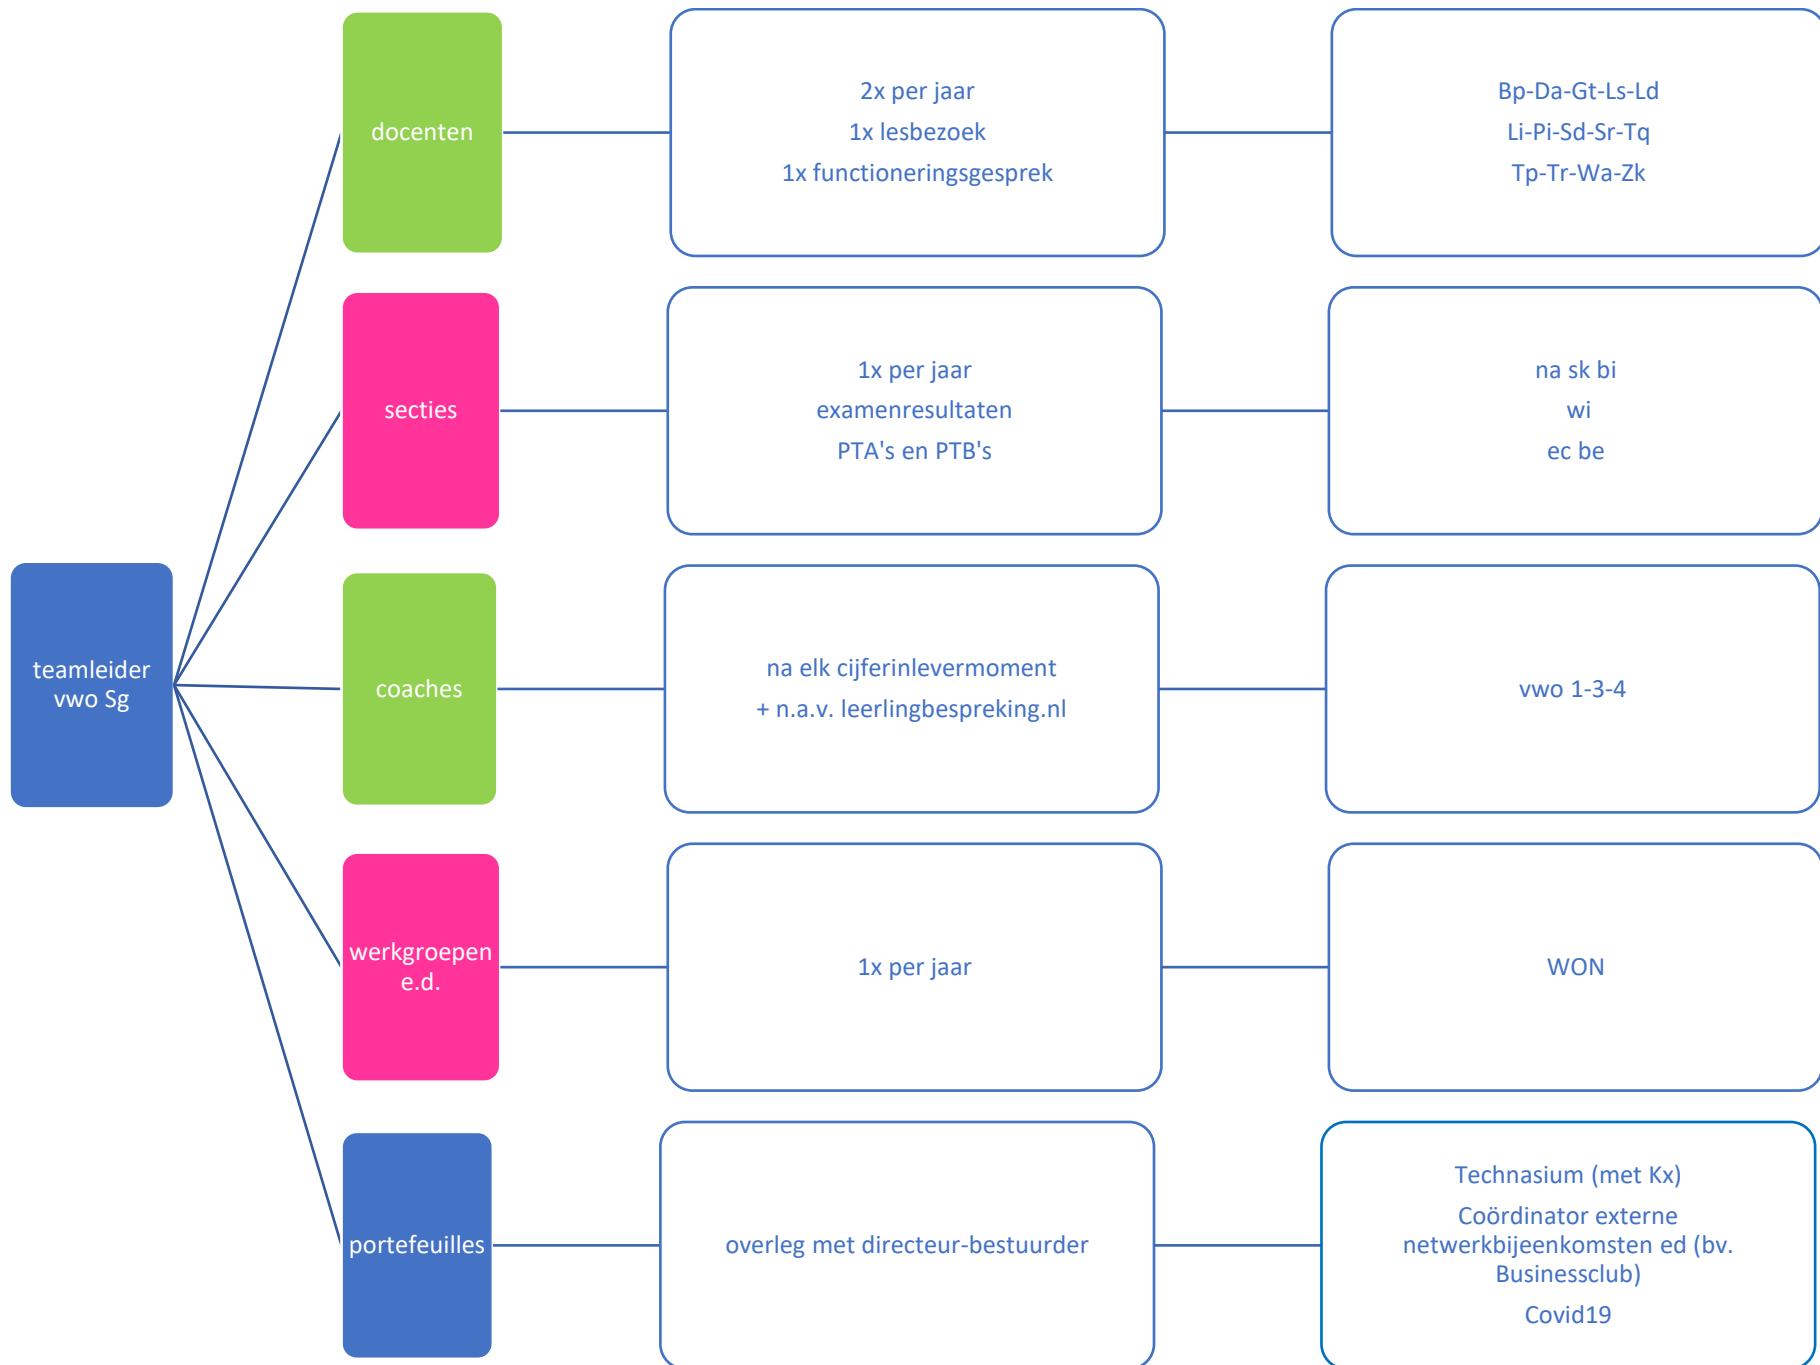 teamleider
vwo Sg
docenten
2x per jaar
1x lesbezoek
1x functioneringsgesprek
Bp-Da-Gt-Ls-Ld
Li-Pi-Sd-Sr-Tq
Tp-Tr-Wa-Zk
secties
1x per jaar
examenresultaten
PTA's en PTB's
na sk bi
wi
ec be
coaches
na elk cijferinlevermoment
+ n.a.v. leerlingbespreking.nl
vwo 1-3-4
werkgroepen
e.d.
1x per jaar
WON
portefeuilles
overleg met directeur-bestuurder
Technasium (met Kx)
Coördinator externe
netwerkbijeenkomsten ed (bv.
Businessclub)
Covid19